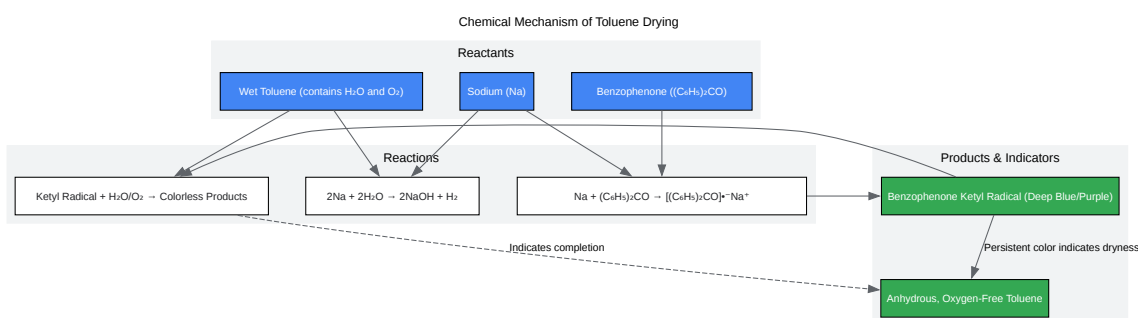 Chemical Mechanism of Toluene Drying
Reactants
Wet Toluene (contains H₂O and O₂)
Sodium (Na)
Benzophenone ((C₆H₅)₂CO)
Reactions
Products & Indicators
Ketyl Radical + H₂O/O₂ → Colorless Products
2Na + 2H₂O → 2NaOH + H₂
Na + (C₆H₅)₂CO → [(C₆H₅)₂CO]•⁻Na⁺
Benzophenone Ketyl Radical (Deep Blue/Purple)
Indicates completion
Persistent color indicates dryness
Anhydrous, Oxygen-Free Toluene